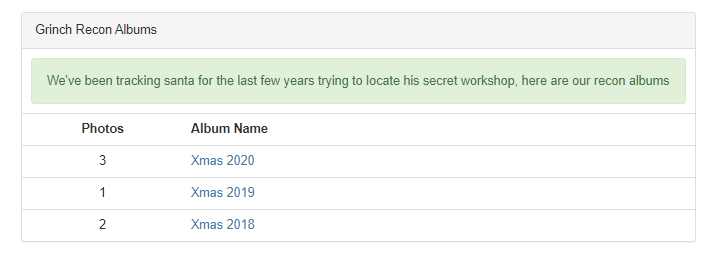 Grinch Recon Albums
We've been tracking santa for the last few years trying to locate his secret workshop, here are our recon albums
Photos Album Name
3 Xmas 2020
1 Xmas 2019
2 Xmas 2018